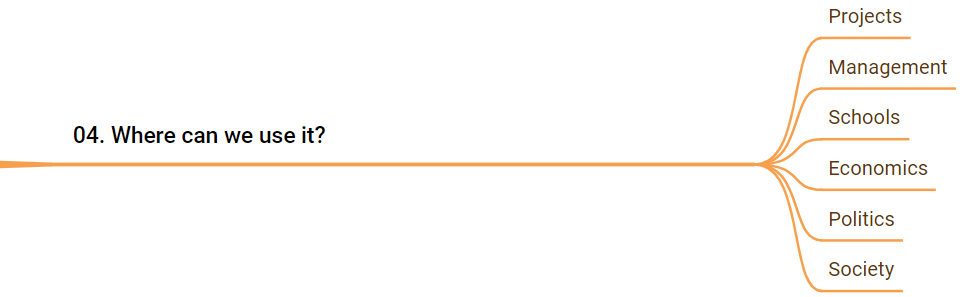 04. Where can we use it?
Projects
Management
Schools
Economics
Politics
Society